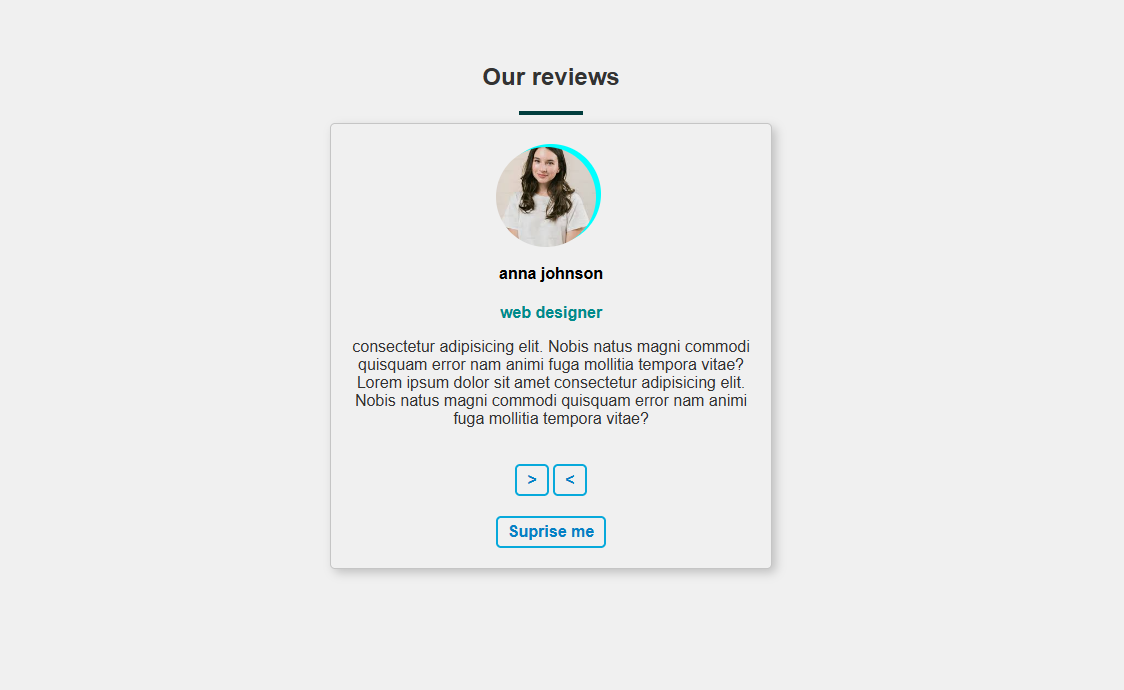 Our reviews
anna johnson
web designer
consectetur adipisicing elit. Nobis natus magni commodi
quisquam error nam animi fuga mollitia tempora vitae?
Lorem ipsum dolor sit amet consectetur adipisicing elit.
Nobis natus magni commodi quisquam error nam animi
fuga mollitia tempora vitae?
> <
Suprise me